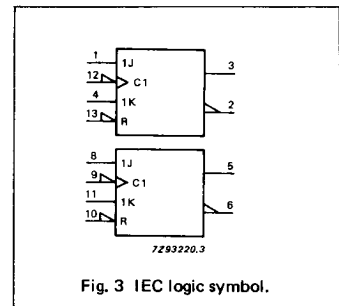 1 1J 3
12 C1
4 1K 2
13 R
8 1J 5
9 C1
11 1K 6
10 R
7Z93220.3
Fig. 3 IEC logic symbol.